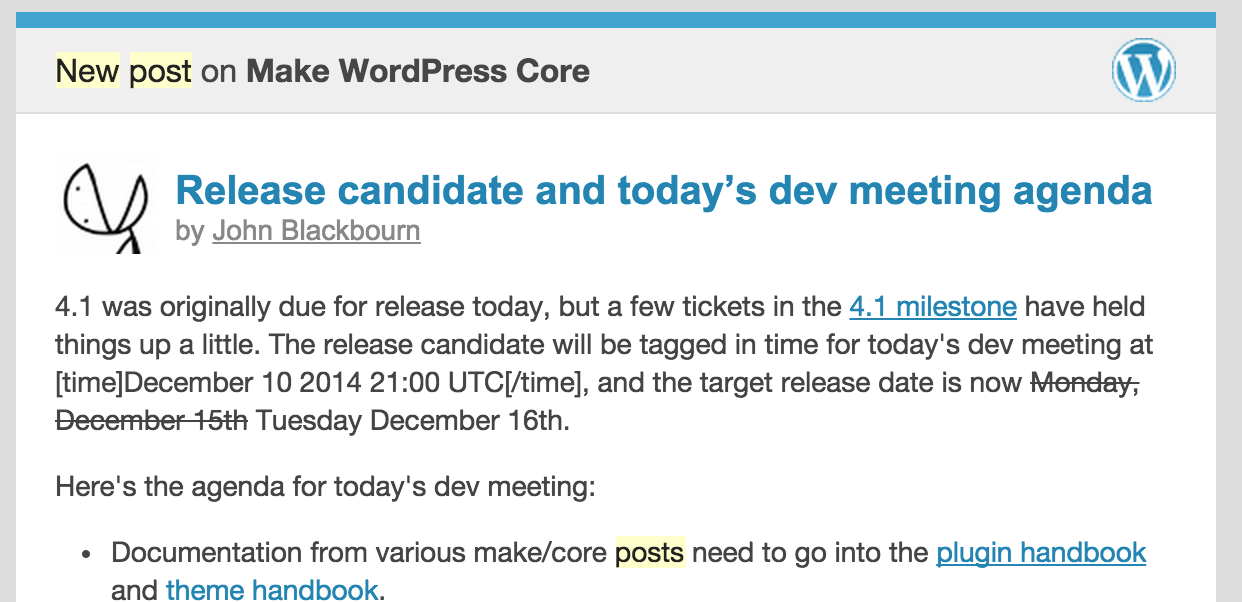 New post on Make WordPress Core
Release candidate and today’s dev meeting agenda
by John Blackbourn
4.1 was originally due for release today, but a few tickets in the 4.1 milestone have held
things up a little. The release candidate will be tagged in time for today's dev meeting at
[time]December 10 2014 21:00 UTC[/time], and the target release date is now Monday,
December 15th Tuesday December 16th.
Here's the agenda for today's dev meeting:
• Documentation from various make/core posts need to go into the plugin handbook
and theme handbook.